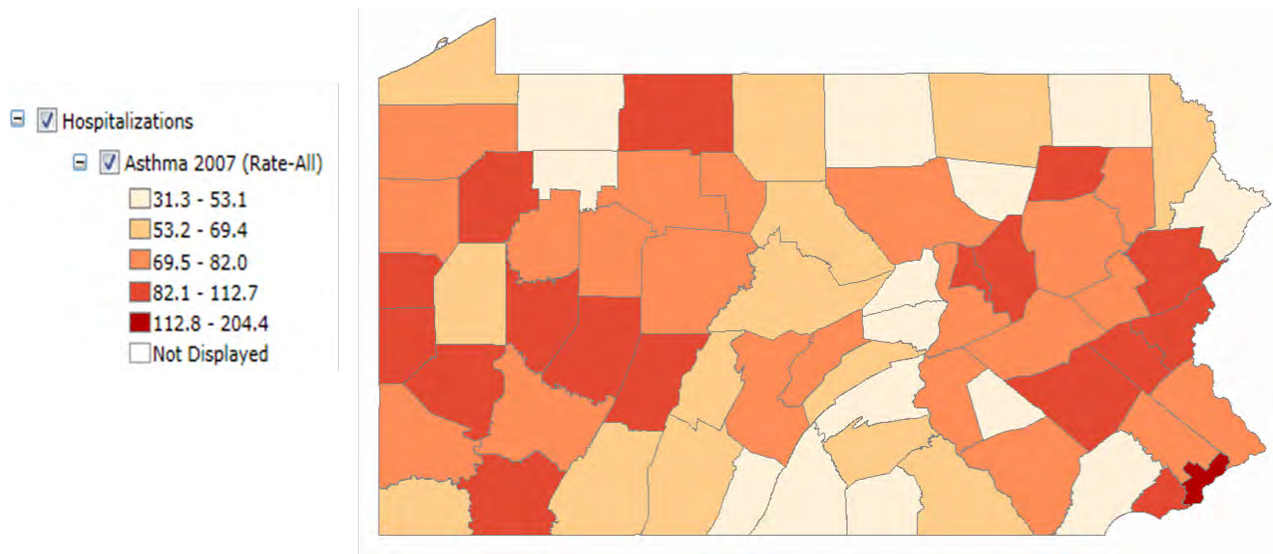 Hospitalizations
Asthma 2007 (Rate-All)
31.3 - 53.1
53.2 - 69.4
69.5 - 82.0
82.1 - 112.7
112.8 - 204.4
Not Displayed